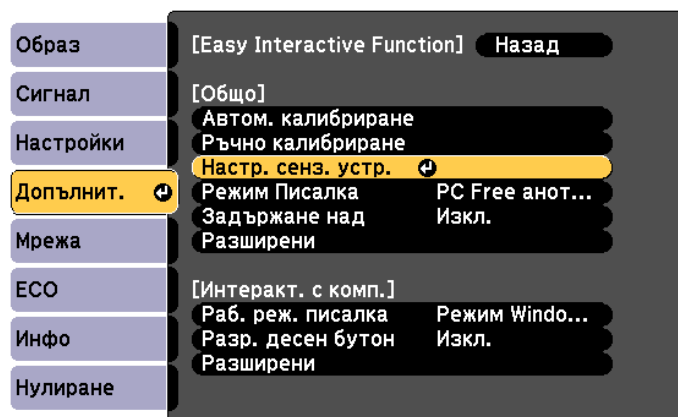 Образ
Сигнал
Настройки
Допълнит.
Мрежа
ECO
Инфо
Нулиране
[Easy Interactive Function] Назад
[Общо]
Автом. калибриране
Ръчно калибриране
Настр. сенз. устр.
Режим Писалка PC Free анот...
Задържане над Изкл.
Разширени
[Интеракт. с комп.]
Раб. реж. писалка Режим Windo...
Разр. десен бутон Изкл.
Разширени